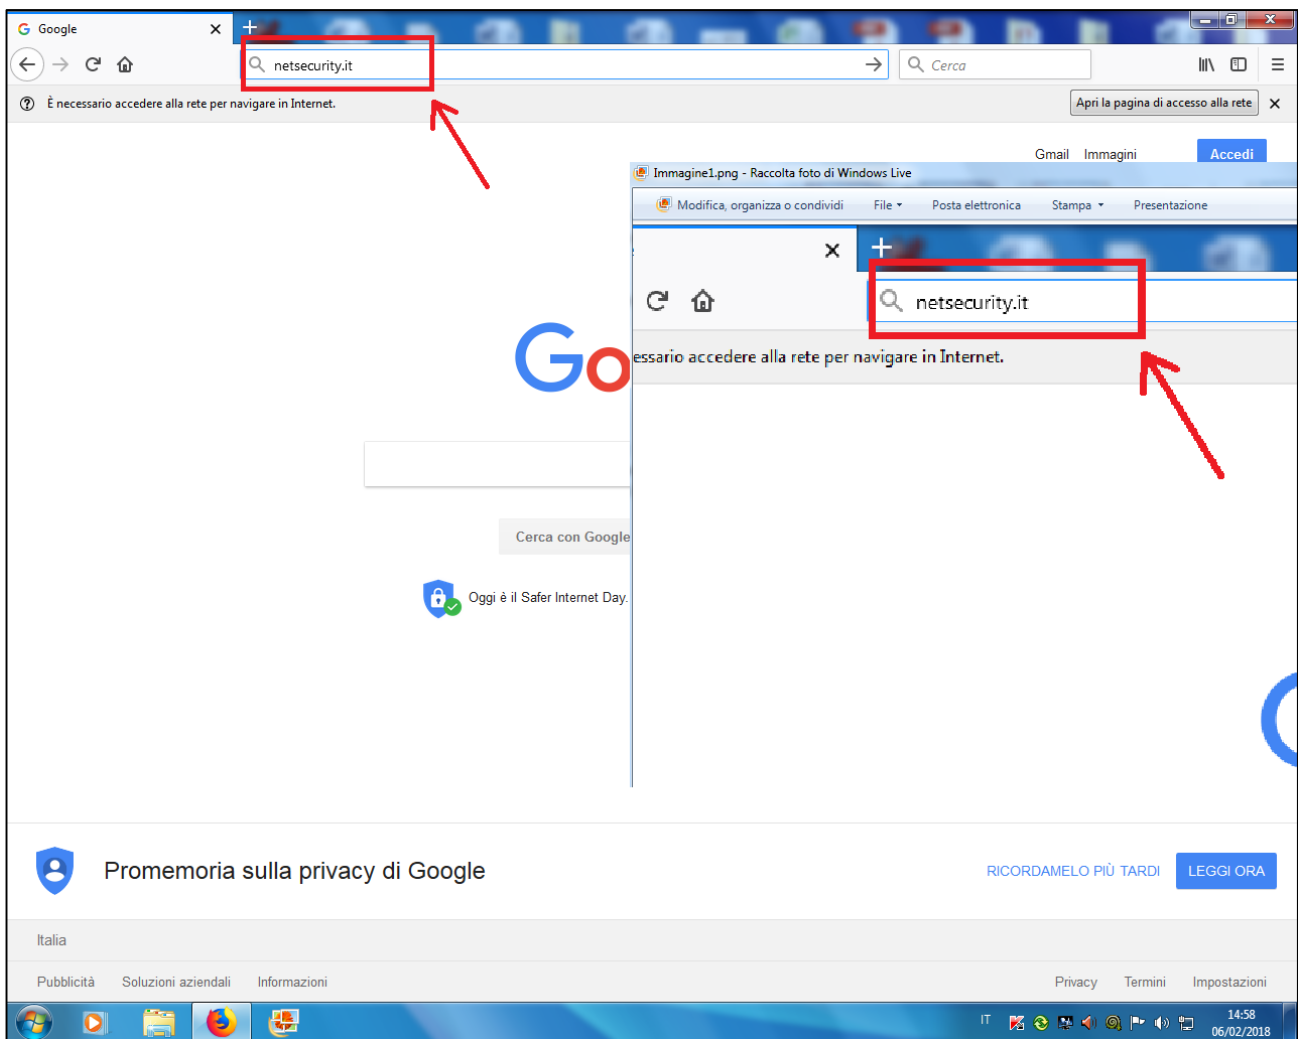 Google
netsecurity.it
Cerca
È necessario accedere alla rete per navigare in Internet.
Apri la pagina di accesso alla rete
Gmail Immagini Accedi
Immagine1.png - Raccolta foto di Windows Live
Modifica, organizza o condividi File Posta elettronica Stampa Presentazione
netsecurity.it
essario accedere alla rete per navigare in Internet.
Go
Cerca con Google
Oggi è il Safer Internet Day.
Promemoria sulla privacy di Google
RICORDAMELO PIÙ TARDI LEGGI ORA
Italia
Pubblicità Soluzioni aziendali Informazioni Privacy Termini Impostazioni
IT 14:58
06/02/2018